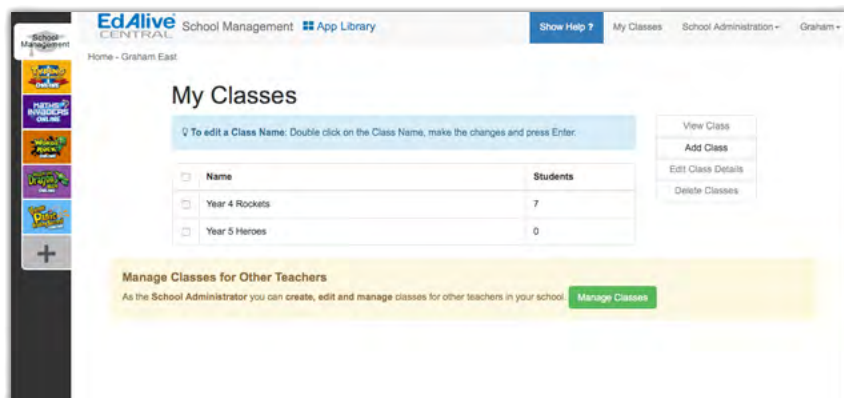 School
Management
EdAlive
CENTRAL
School Management
App Library
Show Help ?
My Classes
School Administration
Graham
Home - Graham East
MATHS
INVADERS
ONLINE
My Classes
To edit a Class Name: Double click on the Class Name, make the changes and press Enter.
View Class
Add Class
Edit Class Details
Delete Classes
Name Students
Year 4 Rockets 7
Year 5 Heroes 0
Manage Classes for Other Teachers
As the School Administrator you can create, edit and manage classes for other teachers in your school. Manage Classes